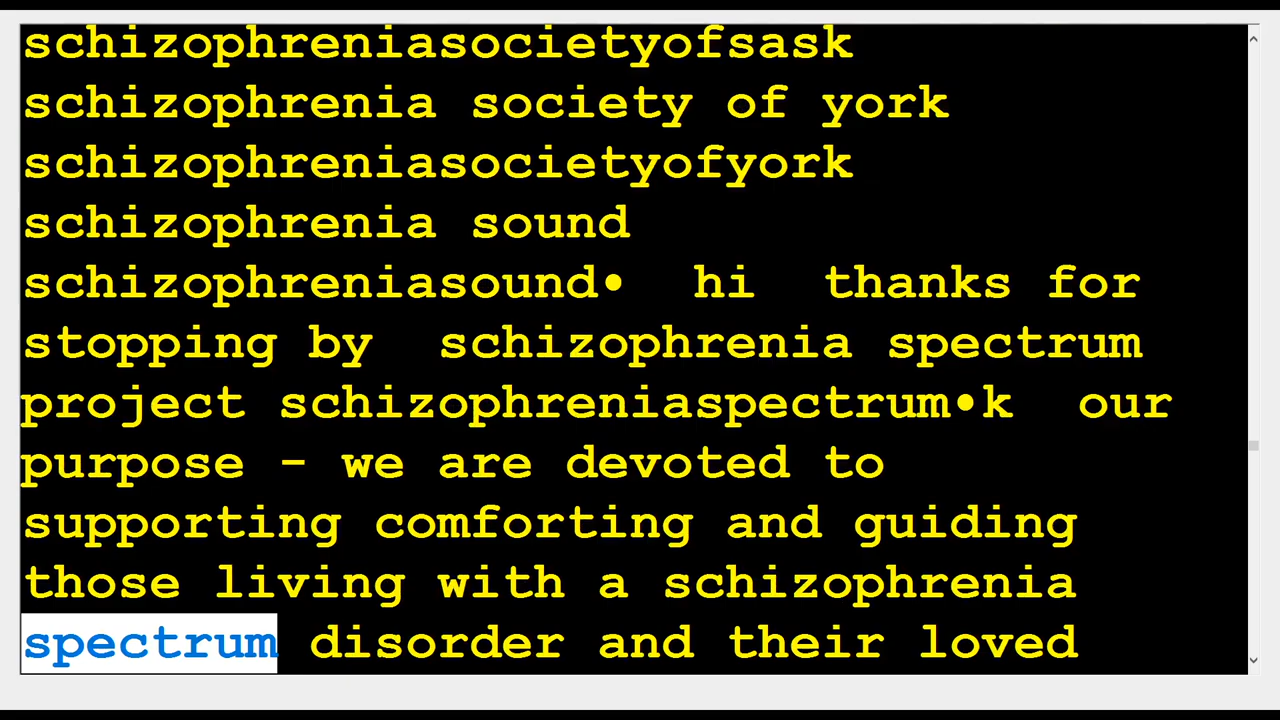 schizophreniasocietyofsask
schizophrenia society of york
schizophreniasocietyofyork
schizophrenia sound
schizophreniasound•  hi  thanks for
stopping by  schizophrenia spectrum
project schizophreniaspectrum•k  our
purpose - we are devoted to
supporting comforting and guiding
those living with a schizophrenia
spectrum disorder and their loved